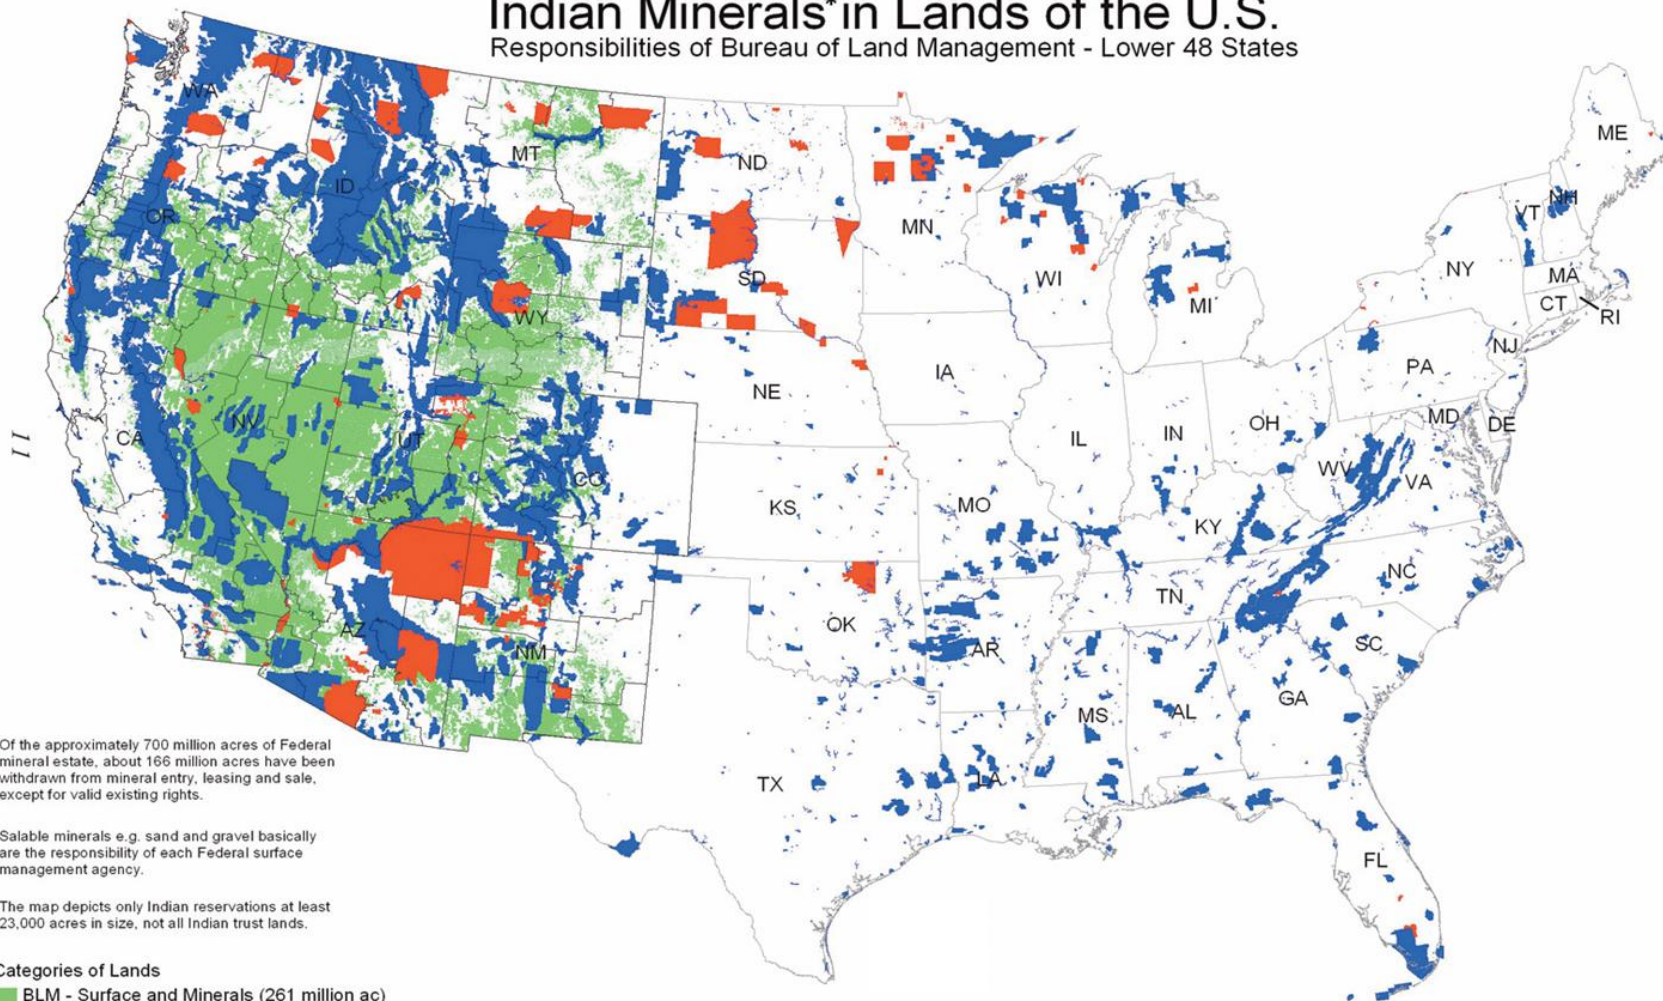 Indian Minerals* in Lands of the U.S.
Responsibilities of Bureau of Land Management - Lower 48 States
WA
MT
ND
ME
ID
OR
MN
VT
NH
SD
WI
NY
MA
MI
CT
RI
WY
NJ
IA
PA
NE
MD
DE
NV
CA
UT
IL
IN
OH
WV
VA
CO
KS
MO
KY
11
NC
TN
OK
AZ
NM
AR
SC
GA
MS
AL
TX
LA
FL
Of the approximately 700 million acres of Federal
mineral estate, about 166 million acres have been
withdrawn from mineral entry, leasing and sale,
except for valid existing rights.
Salable minerals e.g. sand and gravel basically
are the responsibility of each Federal surface
management agency.
The map depicts only Indian reservations at least
23,000 acres in size, not all Indian trust lands.
Categories of Lands
BLM - Surface and Minerals (261 million ac)